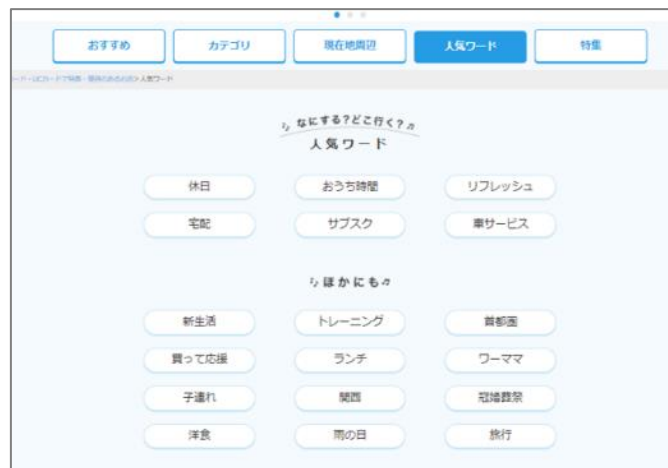 おすすめ カテゴリ 現在地周辺 人気ワード 特集
人気ワード
なにする?どこ行く?♬
人気ワード
休日 おうち時間 リフレッシュ
宅配 サブスク 車サービス
ほかにも♬
新生活 トレーニング 首都圏
買って応援 ランチ ワーママ
子連れ 関西 冠婚葬祭
洋食 雨の日 旅行